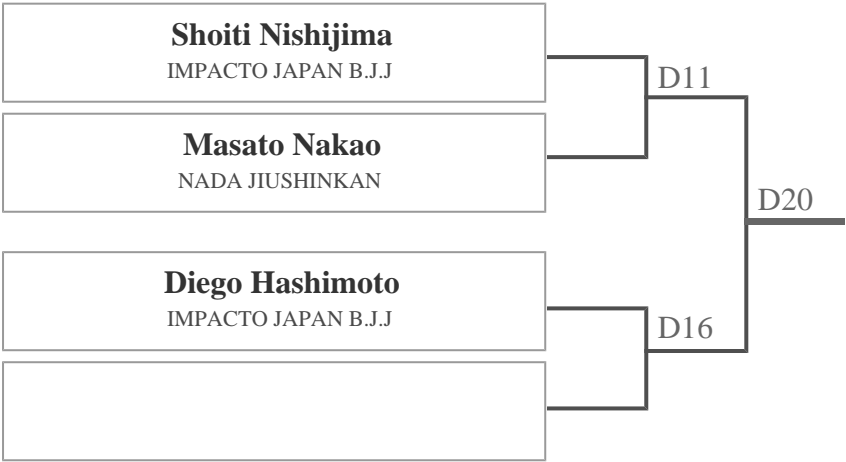 Shoiti Nishijima
IMPACTO JAPAN B.J.J
D11
Masato Nakao
NADA JIUSHINKAN
D20
Diego Hashimoto
IMPACTO JAPAN B.J.J
D16